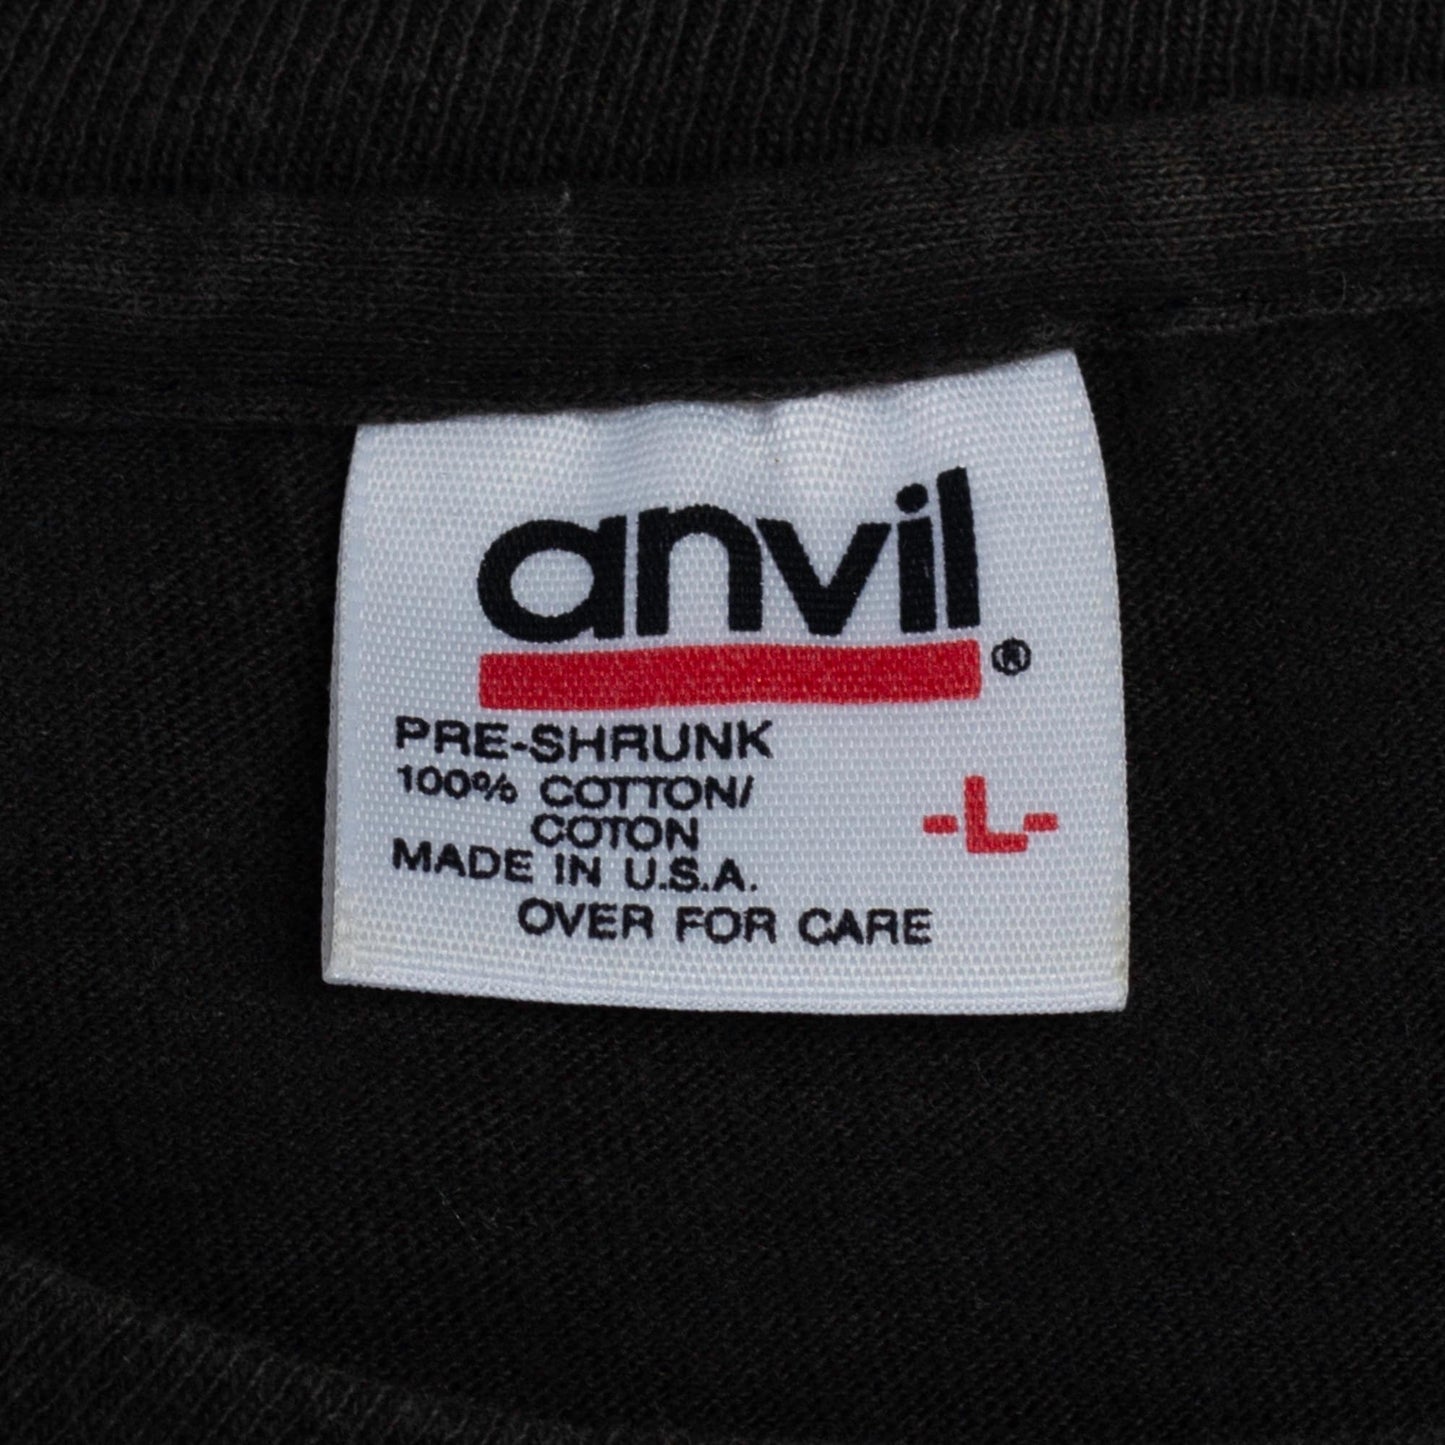 anvil®
PRE-SHRUNK
100% COTTON/
COTON
-L-
MADE IN U.S.A.
OVER FOR CARE